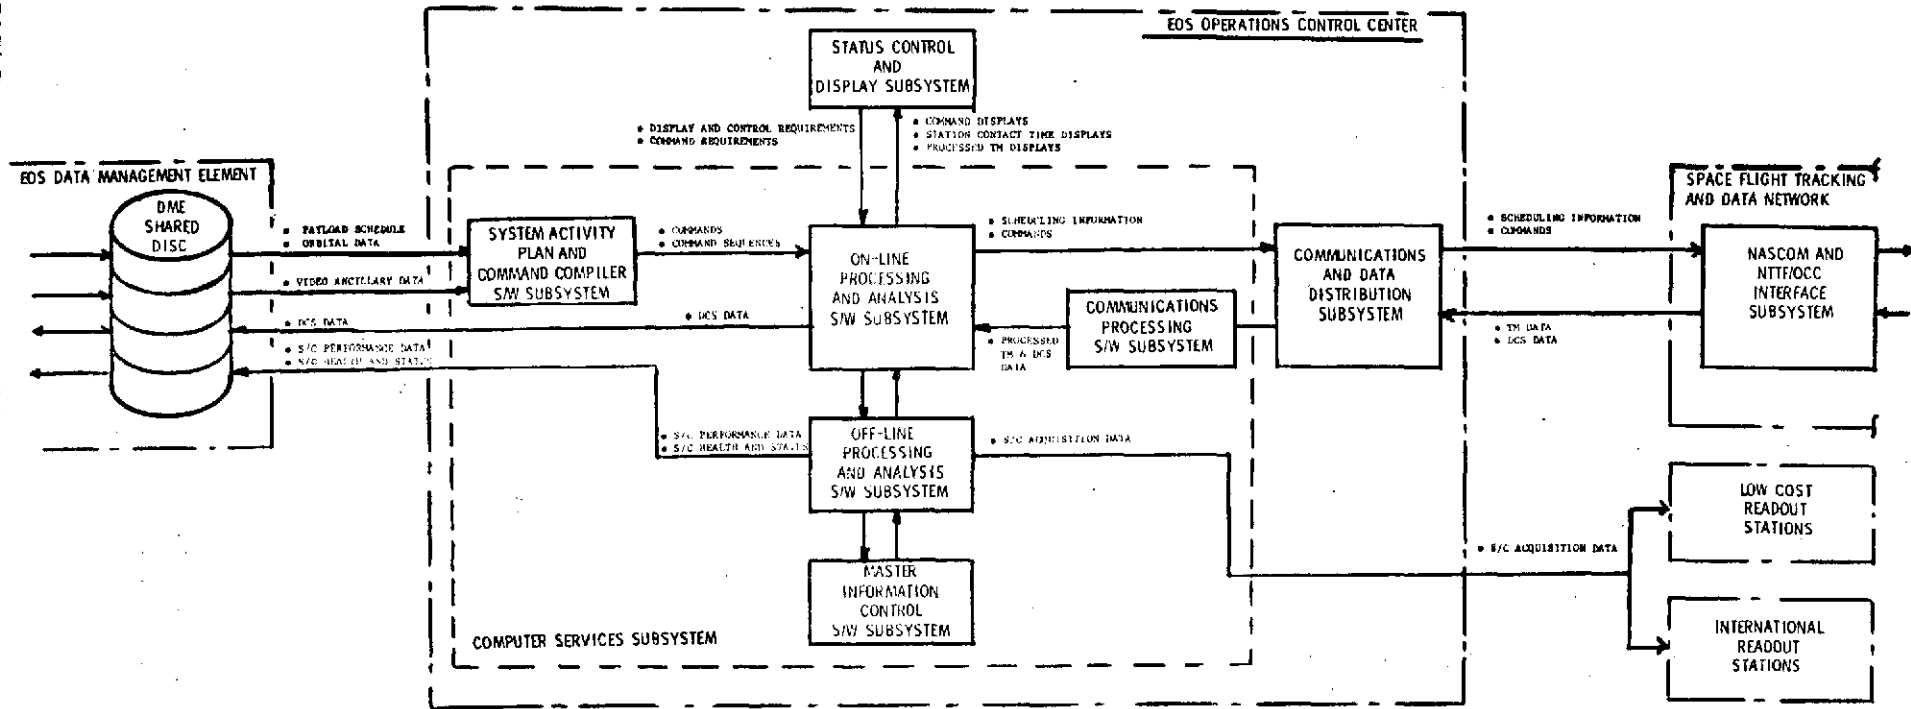 EOS OPERATIONS CONTROL CENTER
STATUS CONTROL
AND
DISPLAY SUBSYSTEM
• DISPLAY AND CONTROL REQUIREMENTS
• COMMAND REQUIREMENTS
• COMMAND DISPLAYS
• STATION CONTACT TIME DISPLAYS
• PROCESSED TM DISPLAYS
EOS DATA MANAGEMENT ELEMENT
DME
SHARED
DISC
• PAYLOAD SCHEDULE
• ORBITAL DATA
• VIDEO ANCILLARY DATA
• DCS DATA
• S/C PERFORMANCE DATA
• S/C HEALTH AND STATUS
SYSTEM ACTIVITY
PLAN AND
COMMAND COMPILER
S/W SUBSYSTEM
• COMMANDS
• COMMAND SEQUENCES
• DCS DATA
ON-LINE
PROCESSING
AND ANALYSIS
S/W SUBSYSTEM
• SCHEDULING INFORMATION
• COMMANDS
• PROCESSED
TM & DCS
DATA
COMMUNICATIONS
PROCESSING
S/W SUBSYSTEM
COMMUNICATIONS
AND DATA
DISTRIBUTION
SUBSYSTEM
• SCHEDULING INFORMATION
• COMMANDS
• TM DATA
• DCS DATA
SPACE FLIGHT TRACKING
AND DATA NETWORK
NASCOM AND
NTTF/OCC
INTERFACE
SUBSYSTEM
• S/C PERFORMANCE DATA
• S/C HEALTH AND STATUS
OFF-LINE
PROCESSING
AND ANALYSIS
S/W SUBSYSTEM
• S/C ACQUISITION DATA
• S/C ACQUISITION DATA
LOW COST
READOUT
STATIONS
MASTER
INFORMATION
CONTROL
S/W SUBSYSTEM
COMPUTER SERVICES SUBSYSTEM
INTERNATIONAL
READOUT
STATIONS